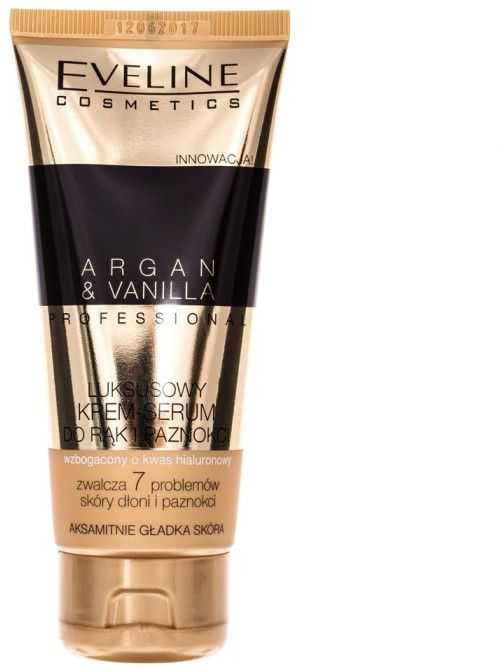 12062017
EVELINE
COSMETICS
INNOWACJA!
ARGAN
& VANILLA
PROFESSIONAL
LUKSUSOWY
KREM-SERUM
DO RĄK I PAZNOKCI
wzbogacony o kwas hialuronowy
zwalcza 7 problemów
skóry dłoni i paznokci
AKSAMITNIE GŁADKA SKÓRA